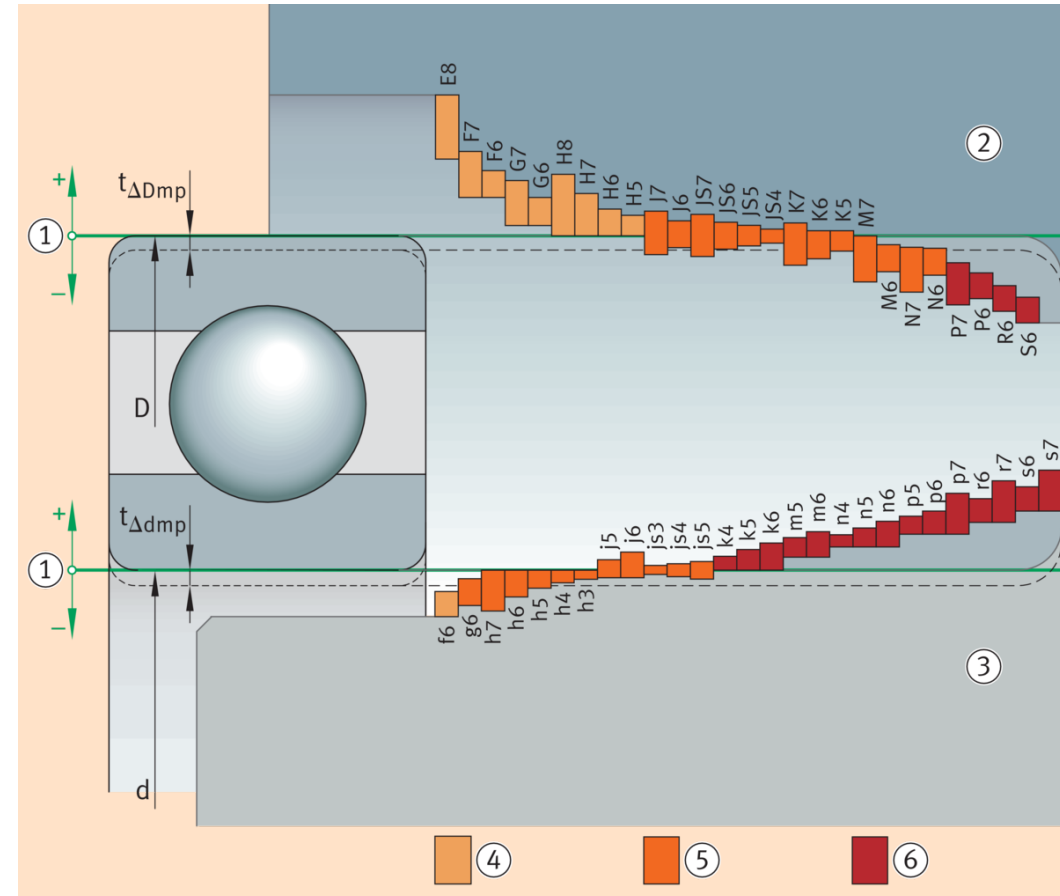 E8
F7
F6
G7
G6
H8
H7
H6
H5
J7
J6
JS7
JS6
JS5
JS4
K7
K6
K5
M7
M6
N7
N6
P7
P6
R6
S6
2
+
1
−
t∆Dmp
D
+
1
−
t∆dmp
d
f6
g6
h7
h6
h5
h4
h3
j5
j6
js3
js4
js5
k4
k5
k6
m5
m6
n4
n5
n6
p5
p6
p7
r6
r7
s6
s7
3
4
5
6